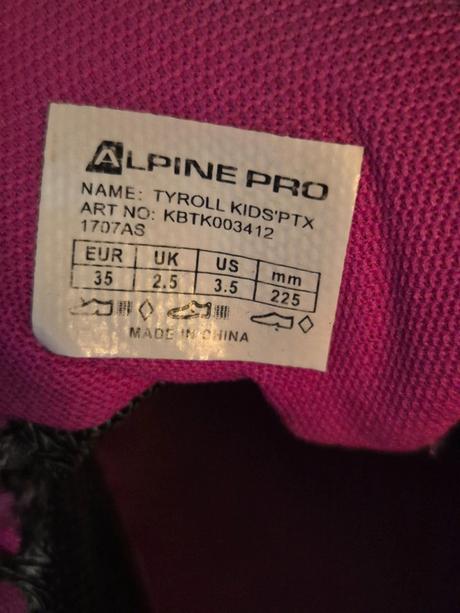 ALPINE PRO
NAME: TYROLL KIDS'PTX
ART NO: KBTK003412
1707AS
EUR UK US mm
35 2.5 3.5 225
MADE IN CHINA